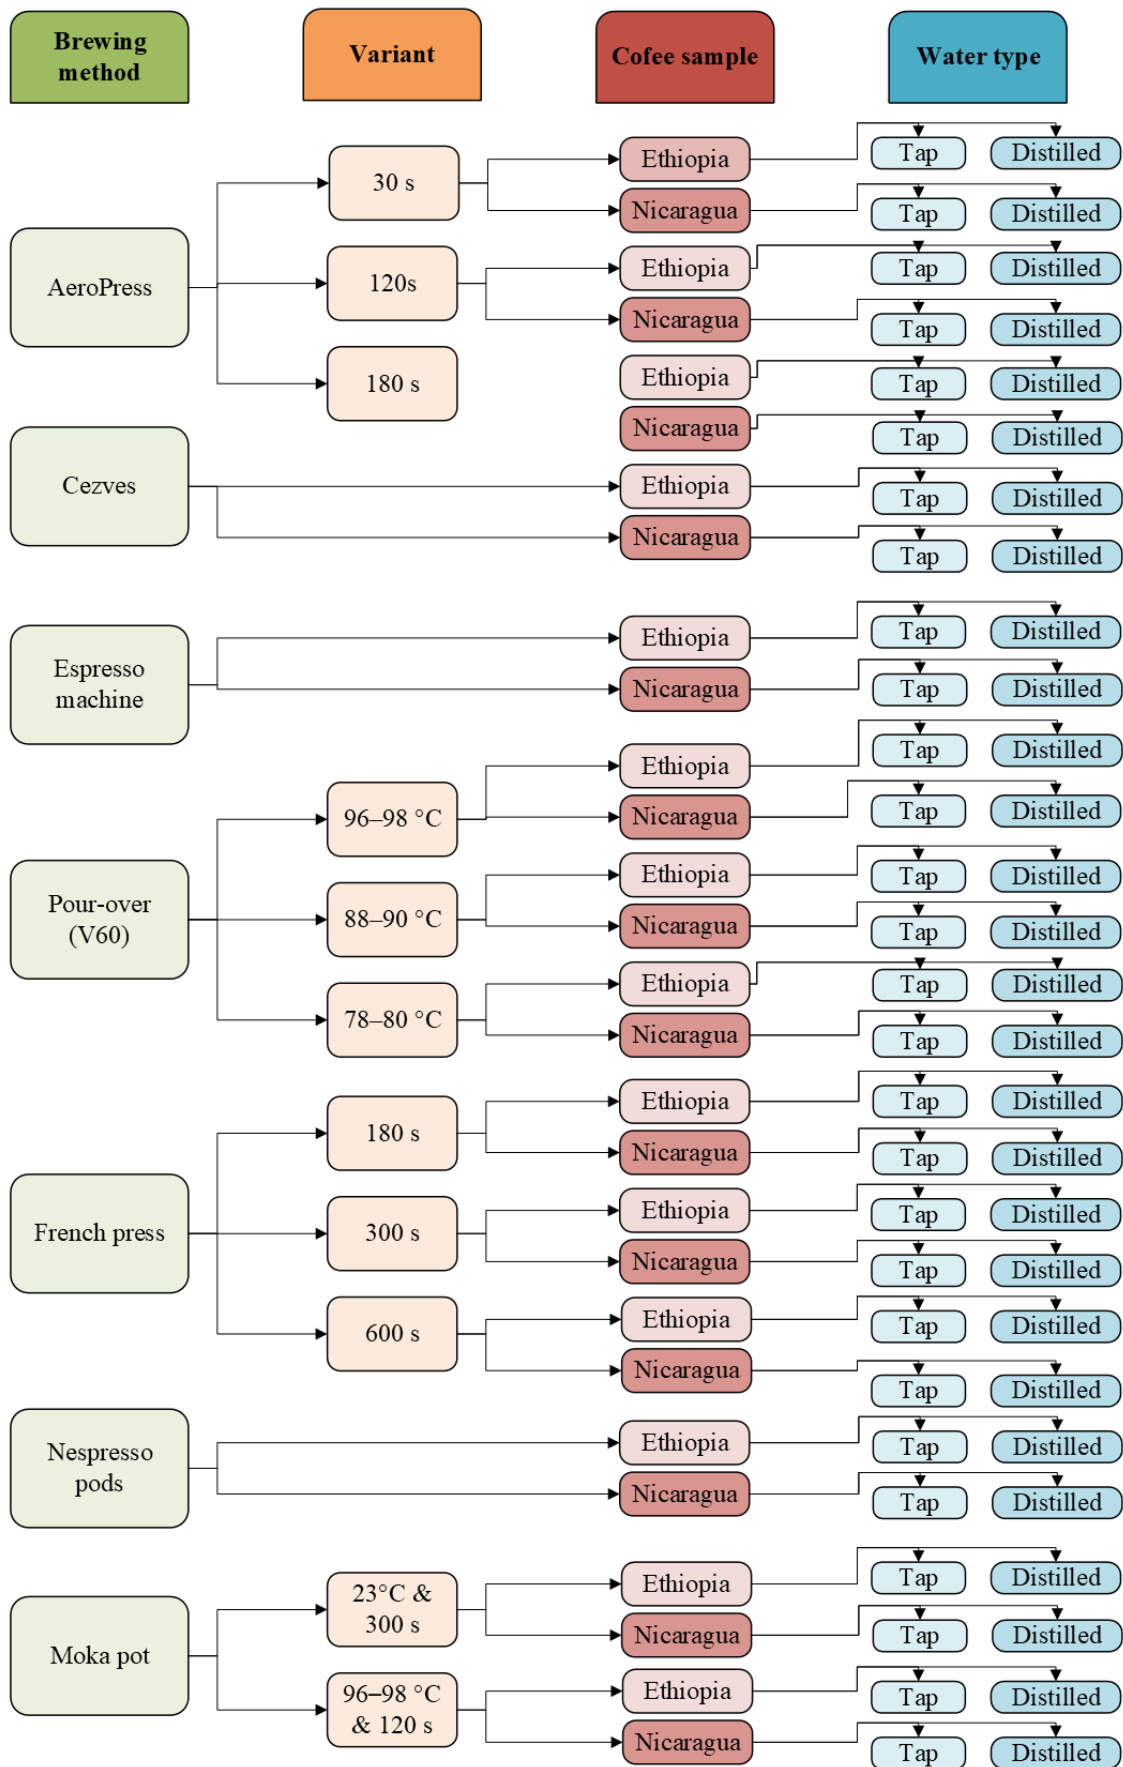 Brewing
method
Variant
Cofee sample
Water type
AeroPress
30 s
Ethiopia
Tap
Distilled
Nicaragua
Tap
Distilled
120s
Ethiopia
Tap
Distilled
Nicaragua
Tap
Distilled
180 s
Ethiopia
Tap
Distilled
Nicaragua
Tap
Distilled
Cezves
Ethiopia
Tap
Distilled
Nicaragua
Tap
Distilled
Espresso
machine
Ethiopia
Tap
Distilled
Nicaragua
Tap
Distilled
Pour-over
(V60)
96–98 °C
Ethiopia
Tap
Distilled
Nicaragua
Tap
Distilled
88–90 °C
Ethiopia
Tap
Distilled
Nicaragua
Tap
Distilled
78–80 °C
Ethiopia
Tap
Distilled
Nicaragua
Tap
Distilled
French press
180 s
Ethiopia
Tap
Distilled
Nicaragua
Tap
Distilled
300 s
Ethiopia
Tap
Distilled
Nicaragua
Tap
Distilled
600 s
Ethiopia
Tap
Distilled
Nicaragua
Tap
Distilled
Nespresso
pods
Ethiopia
Tap
Distilled
Nicaragua
Tap
Distilled
Moka pot
23°C &
300 s
Ethiopia
Tap
Distilled
Nicaragua
Tap
Distilled
96–98 °C
& 120 s
Ethiopia
Tap
Distilled
Nicaragua
Tap
Distilled